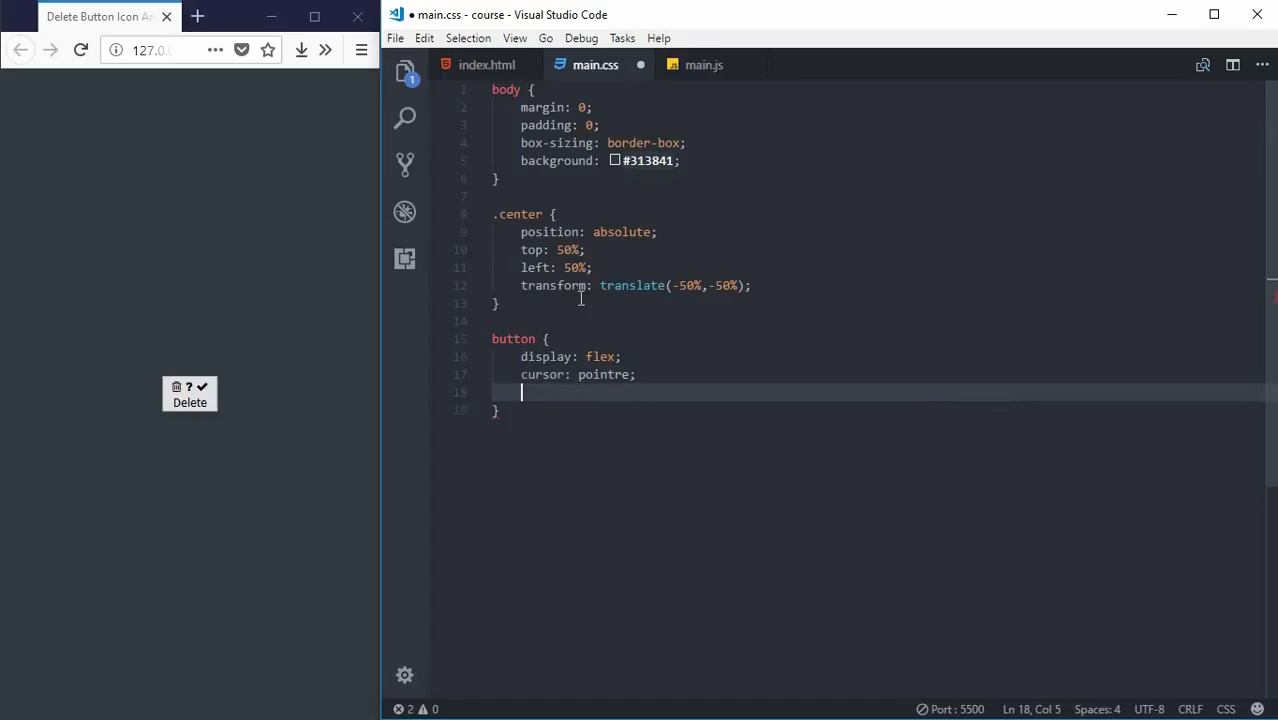 Delete Button Icon An
127.0.0
Delete
● main.css - course - Visual Studio Code
File Edit Selection View Go Debug Tasks Help
1
index.html main.css main.js
1 body {
2 margin: 0;
3 padding: 0;
4 box-sizing: border-box;
5 background: #313841;
6 }
7
8 .center {
9 position: absolute;
10 top: 50%;
11 left: 50%;
12 transform: translate(-50%,-50%);
13 }
14
15 button {
16 display: flex;
17 cursor: pointre;
18
19 }
2 0 Port : 5500 Ln 18, Col 5 Spaces: 4 UTF-8 CRLF CSS